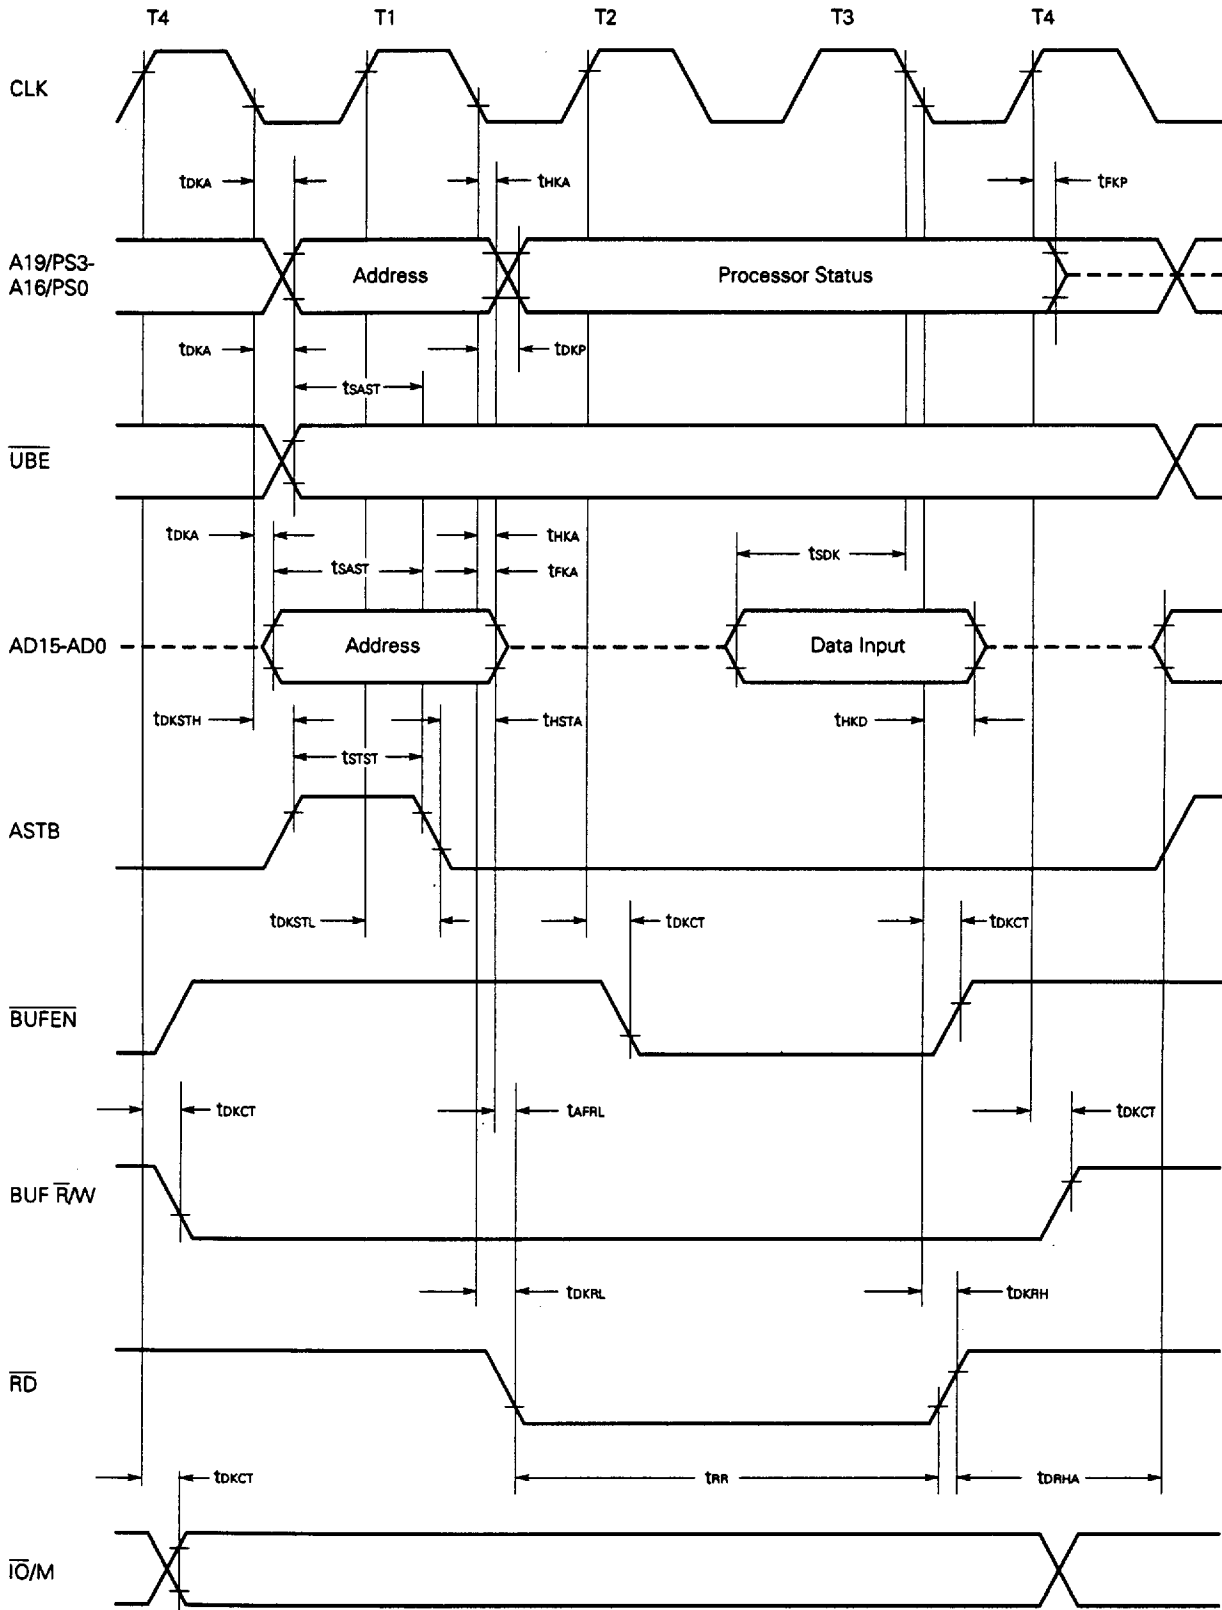 T4 T1 T2 T3 T4
CLK
tDKA tHKA tFKP
A19/PS3-
A16/PS0
Address Processor Status
tDKA tDKP
tSAST
UBE
tDKA tHKA tSDK
tSAST tFKA
AD15-AD0 Address Data Input
tDKSTH tHSTA tHKD
tSTST
ASTB
tDKSTL tDKCT tDKCT
BUFEN
tDKCT tAFRL tDKCT
BUF R/W
tDKRL tDKRH
RD
tDKCT tRR tDRHA
IO/M